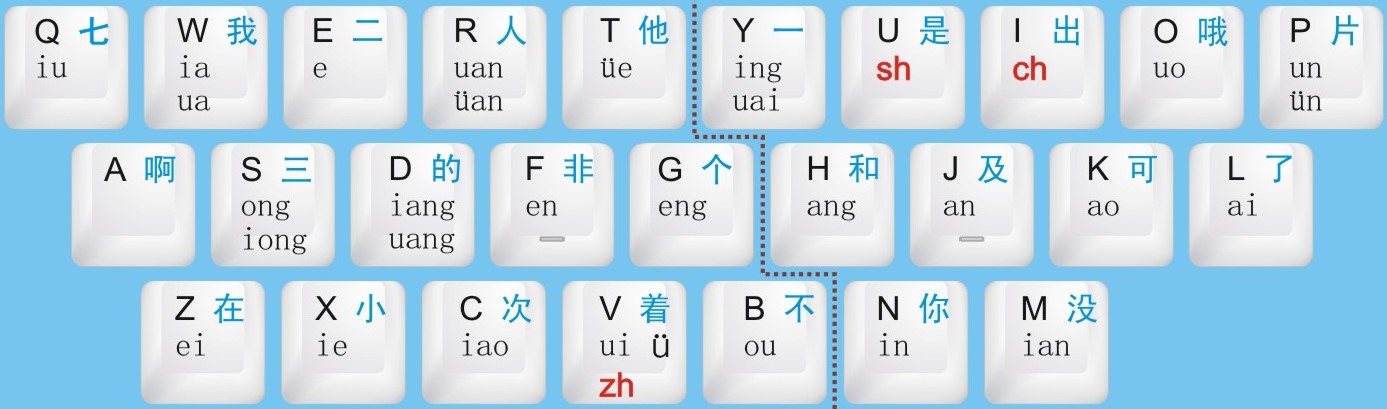 Q 七 W 我 E 二 R 人 T 他 Y 一 U 是 I 出 O 哦 P 片
iu ia e uan üe ing sh ch uo un
ua üan uai ün
A 啊 S 三 D 的 F 非 G 个 H 和 J 及 K 可 L 了
ong iang en eng ang an ao ai
iong uang
Z 在 X 小 C 次 V 着 B 不 N 你 M 没
ei ie iao ui ü ou in ian
zh